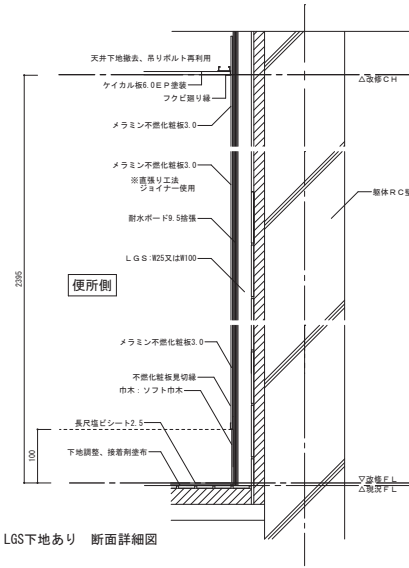 天井下地撤去、吊りボルト再利用
△改修CH
ケイカル板6.0EP塗装
フクビ廻り縁
メラミン不燃化粧板3.0
メラミン不燃化粧板3.0
※直張り工法
ジョイナー使用
躯体RC壁
耐水ボード9.5捨張
LGS:W25又はW100
2395
便所側
メラミン不燃化粧板3.0
不燃化粧板見切縁
巾木:ソフト巾木
長尺塩ビシート2.5
100
下地調整、接着剤塗布
▽改修FL
△現況FL
LGS下地あり 断面詳細図